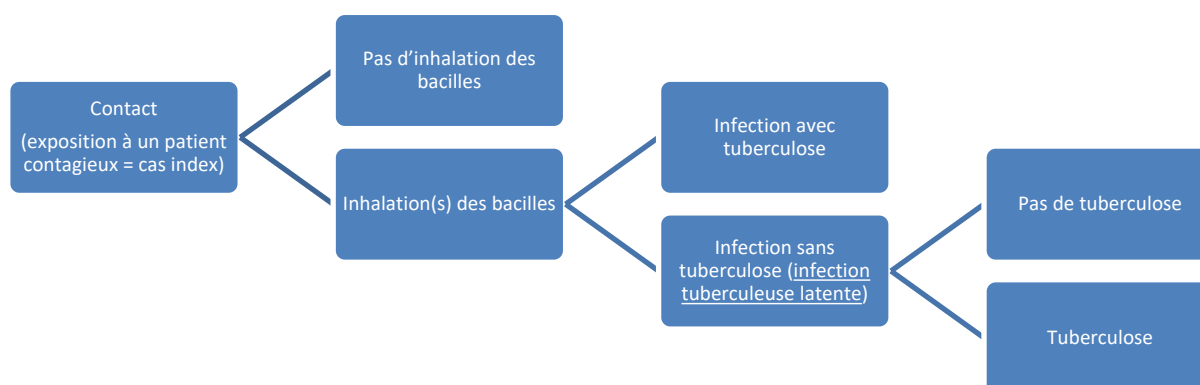 Contact
(exposition à un patient
contagieux = cas index)
Pas d’inhalation des
bacilles
Inhalation(s) des bacilles
Infection avec
tuberculose
Infection sans
tuberculose (infection
tuberculeuse latente)
Pas de tuberculose
Tuberculose